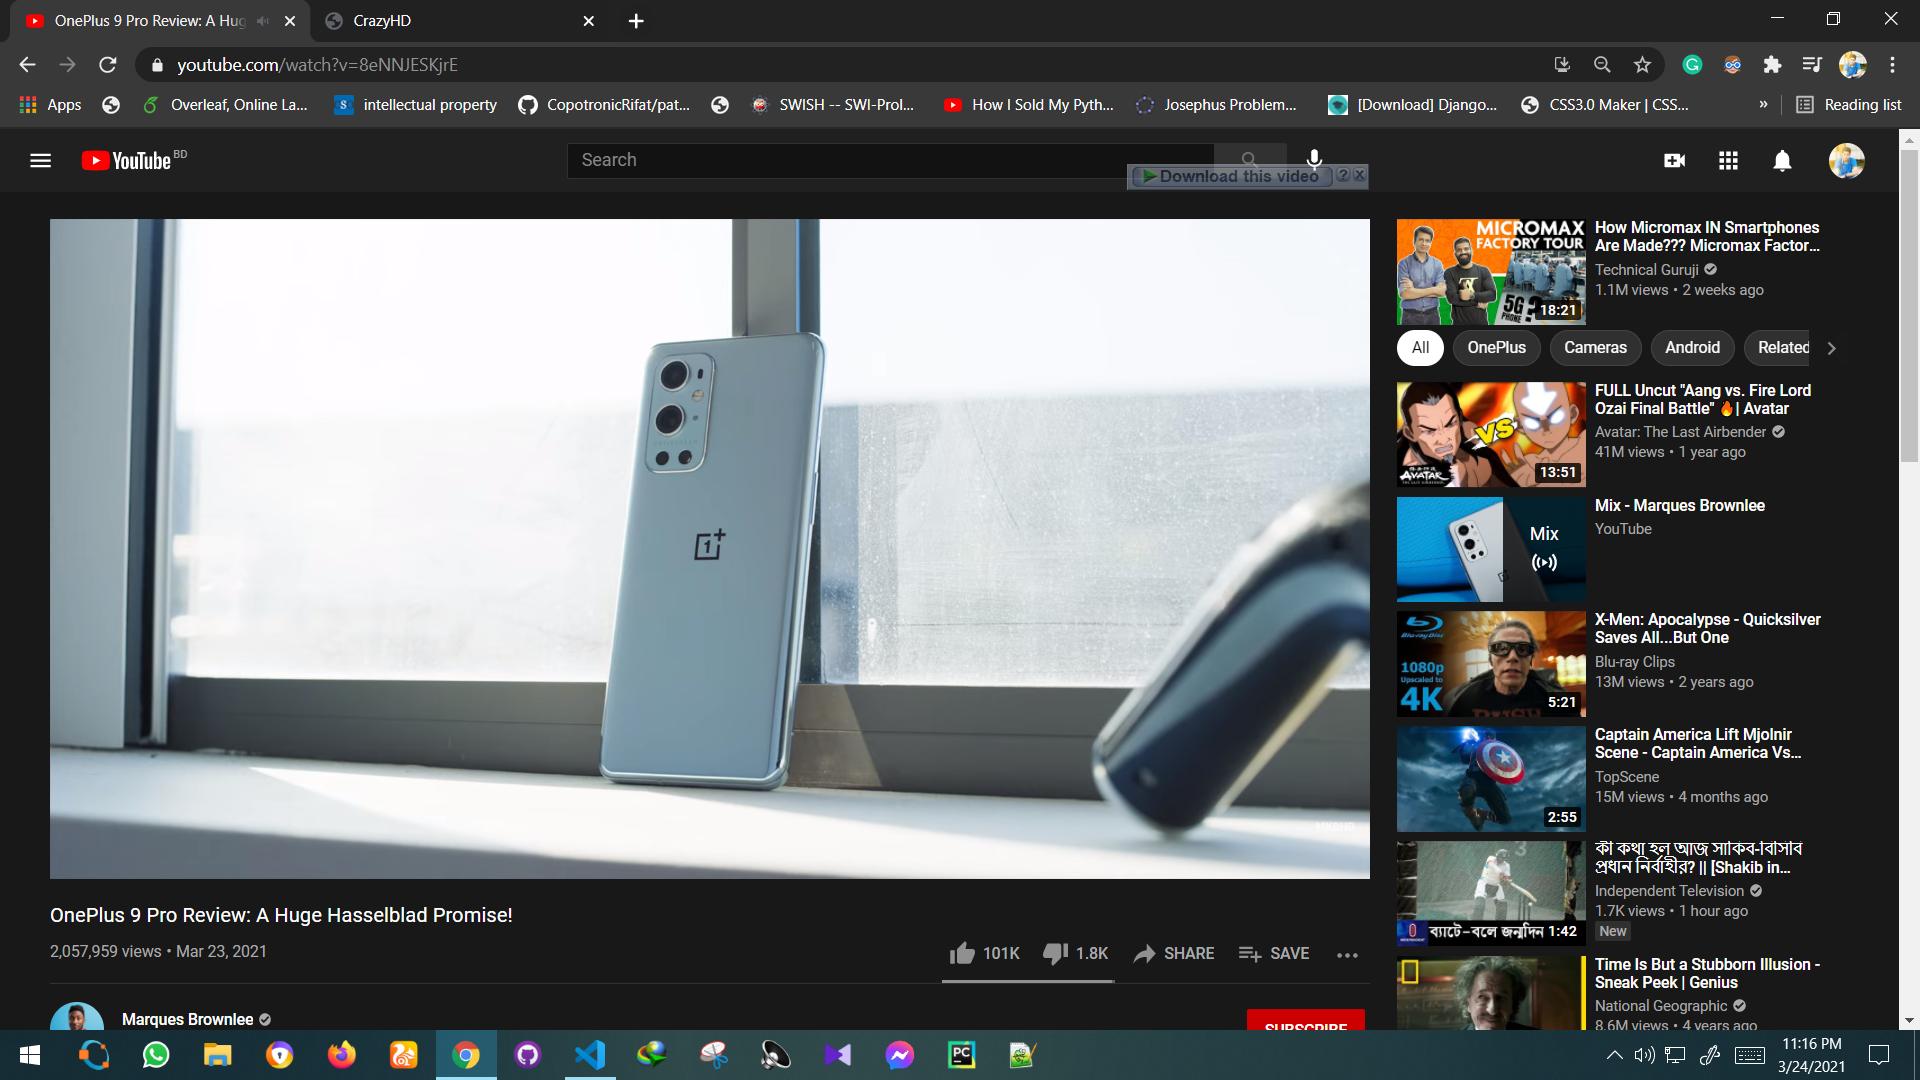 OnePlus 9 Pro Review: A Hug
CrazyHD
youtube.com/watch?v=8eNNJESKjrE
Apps
Overleaf, Online La...
intellectual property
CopotronicRifat/pat...
SWISH -- SWI-Prol...
How I Sold My Pyth...
Josephus Problem...
[Download] Django...
CSS3.0 Maker | CSS...
»
Reading list
YouTube BD
Search
Download this video ? X
MICROMAX
FACTORY TOUR
5G ?
PHONE
18:21
How Micromax IN Smartphones
Are Made??? Micromax Factor...
Technical Guruji
1.1M views • 2 weeks ago
All
OnePlus
Cameras
Android
Related
VS
AVATAR
13:51
FULL Uncut "Aang vs. Fire Lord
Ozai Final Battle" 🔥| Avatar
Avatar: The Last Airbender
41M views • 1 year ago
Mix
Mix - Marques Brownlee
YouTube
Blu-ray Disc
1080p
Upscaled to
4K
5:21
X-Men: Apocalypse - Quicksilver
Saves All...But One
Blu-ray Clips
13M views • 2 years ago
2:55
Captain America Lift Mjolnir
Scene - Captain America Vs...
TopScene
15M views • 4 months ago
ব্যাটে-বলে জন্মদিন 1:42
কী কথা হল আজ সাকিব-বিসিবি
প্রধান নির্বাহীর? || [Shakib in...
Independent Television
1.7K views • 1 hour ago
New
Time Is But a Stubborn Illusion -
Sneak Peek | Genius
National Geographic
8.6M views • 4 years ago
OnePlus 9 Pro Review: A Huge Hasselblad Promise!
2,057,959 views • Mar 23, 2021
101K
1.8K
SHARE
SAVE
Marques Brownlee
SUBSCRIBE
PC
11:16 PM
3/24/2021